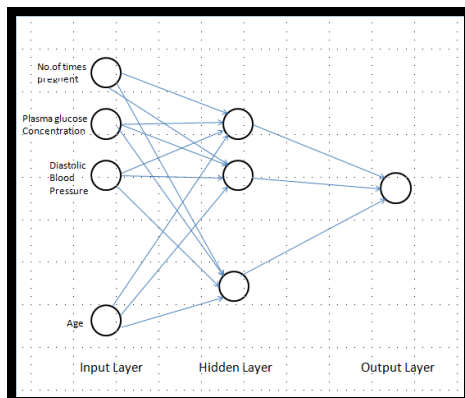 No.of times
pregnent
Plasma glucose
Concentration
Diastolic
Blood
Pressure
Age
Input Layer
Hidden Layer
Output Layer